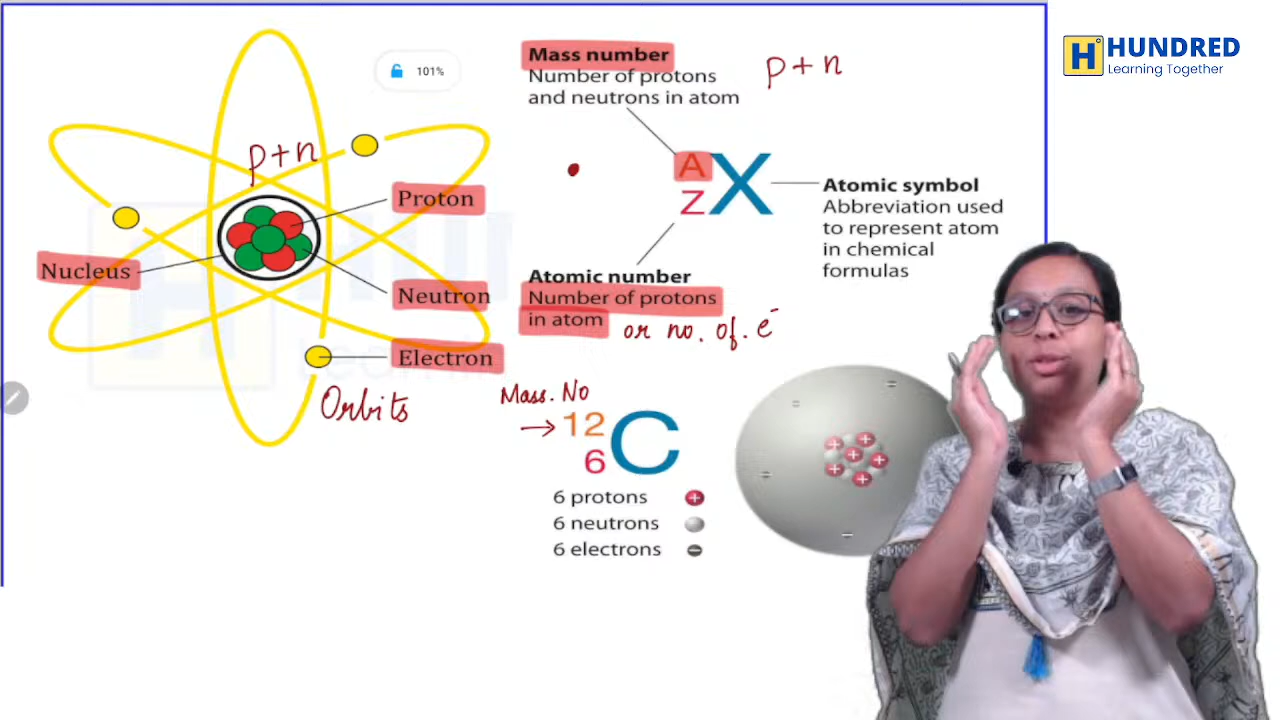 HUNDRED
Learning Together
101%
p+n
Proton
Nucleus
Neutron
Electron
Orbits
Mass number
Number of protons
and neutrons in atom
p+n
A
X
Z
Atomic symbol
Abbreviation used
to represent atom
in chemical
formulas
Atomic number
Number of protons
in atom or no. of e-
Mass. No
→ 12
6 C
6 protons +
6 neutrons
6 electrons −